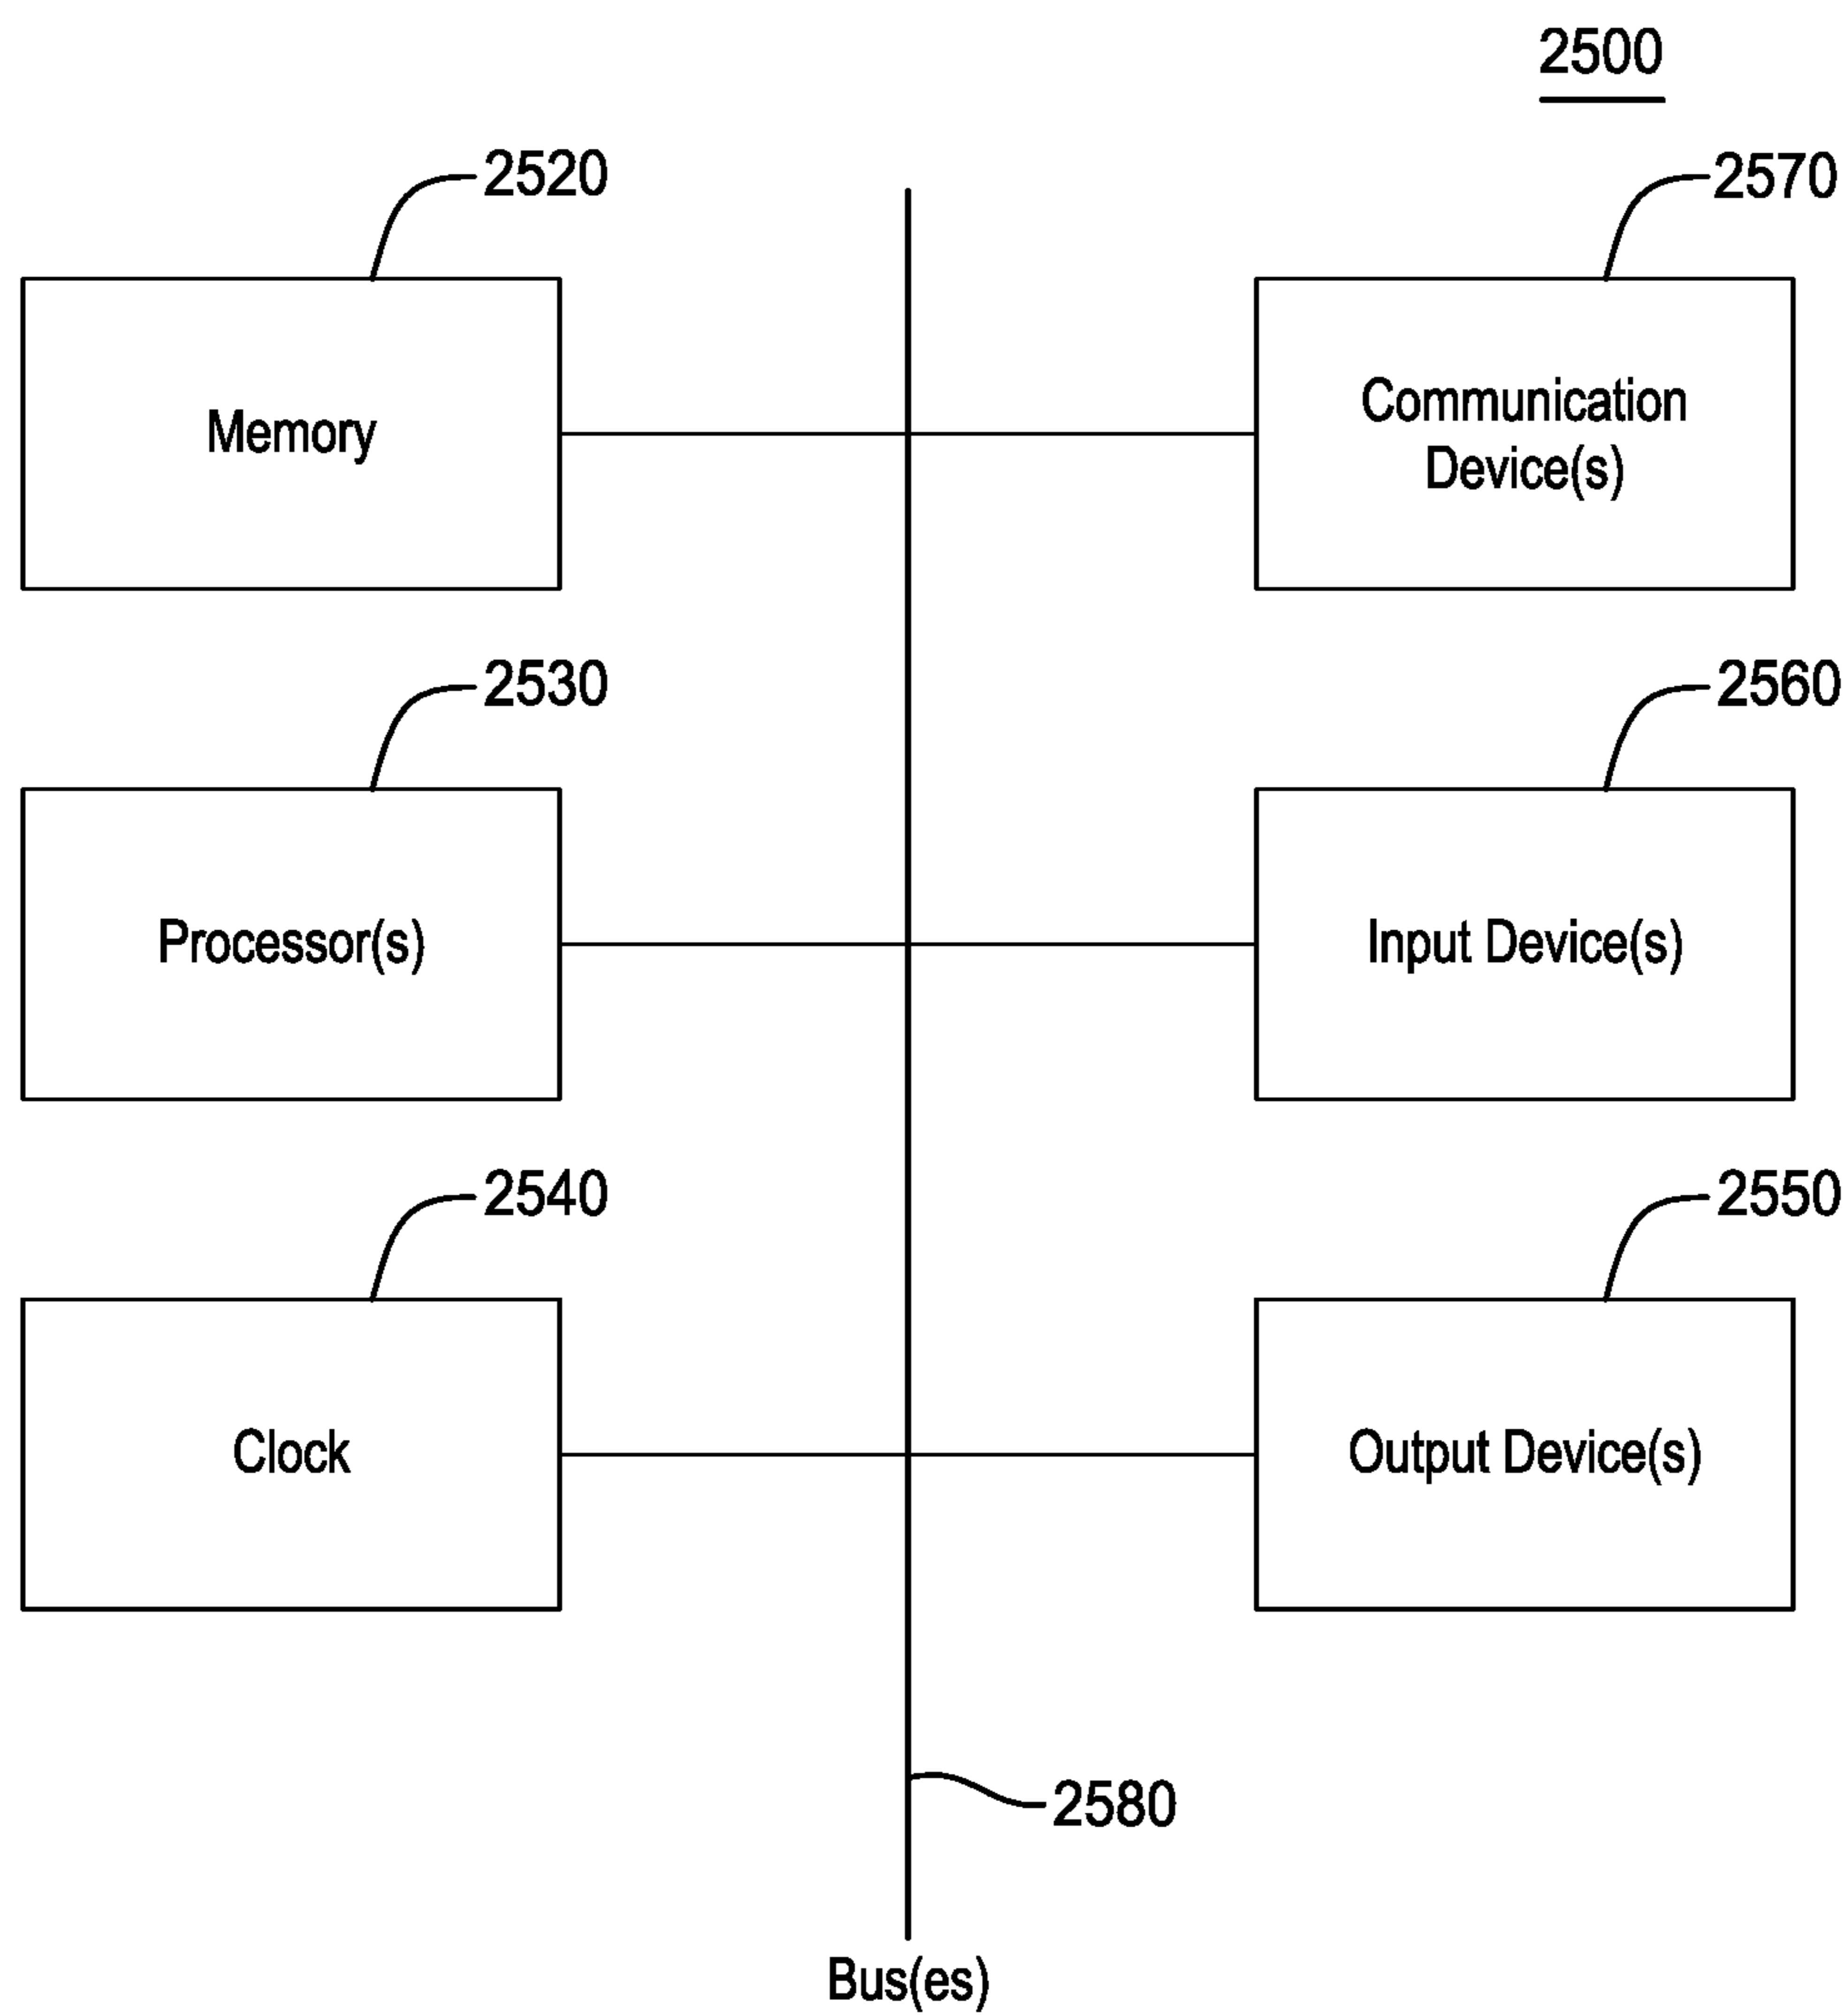 2500
2520
2570
Memory
Communication
Device(s)
2530
2560
Processor(s)
Input Device(s)
2540
2550
Clock
Output Device(s)
2580
Bus(es)